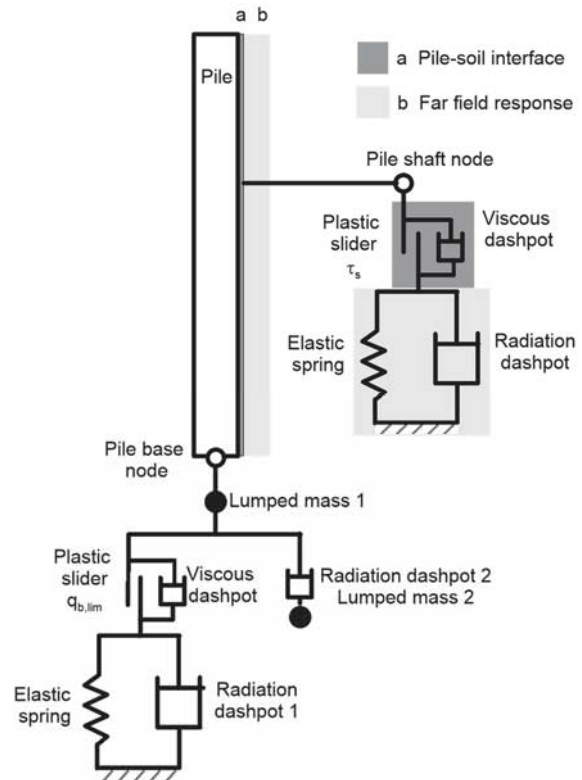 a b
Pile
a Pile-soil interface
b Far field response
Pile shaft node
Plastic
slider
τs
Viscous
dashpot
Elastic
spring
Radiation
dashpot
Pile base
node
Lumped mass 1
Plastic
slider
qb,lim
Viscous
dashpot
Radiation dashpot 2
Lumped mass 2
Elastic
spring
Radiation
dashpot 1